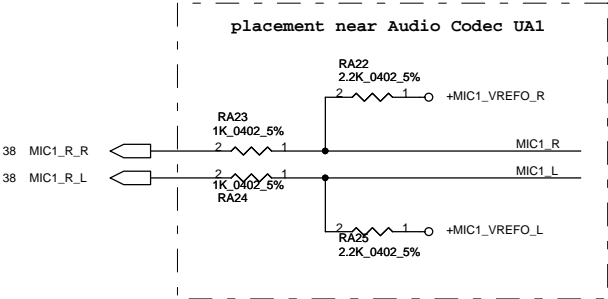 placement near Audio Codec UA1
RA22
2.2K_0402_5%
2 1 +MIC1_VREFO_R
RA23
1K_0402_5%
38 MIC1_R_R 2 1 MIC1_R
38 MIC1_R_L 2 1 MIC1_L
1K_0402_5%
RA24
2 1 +MIC1_VREFO_L
RA25
2.2K_0402_5%